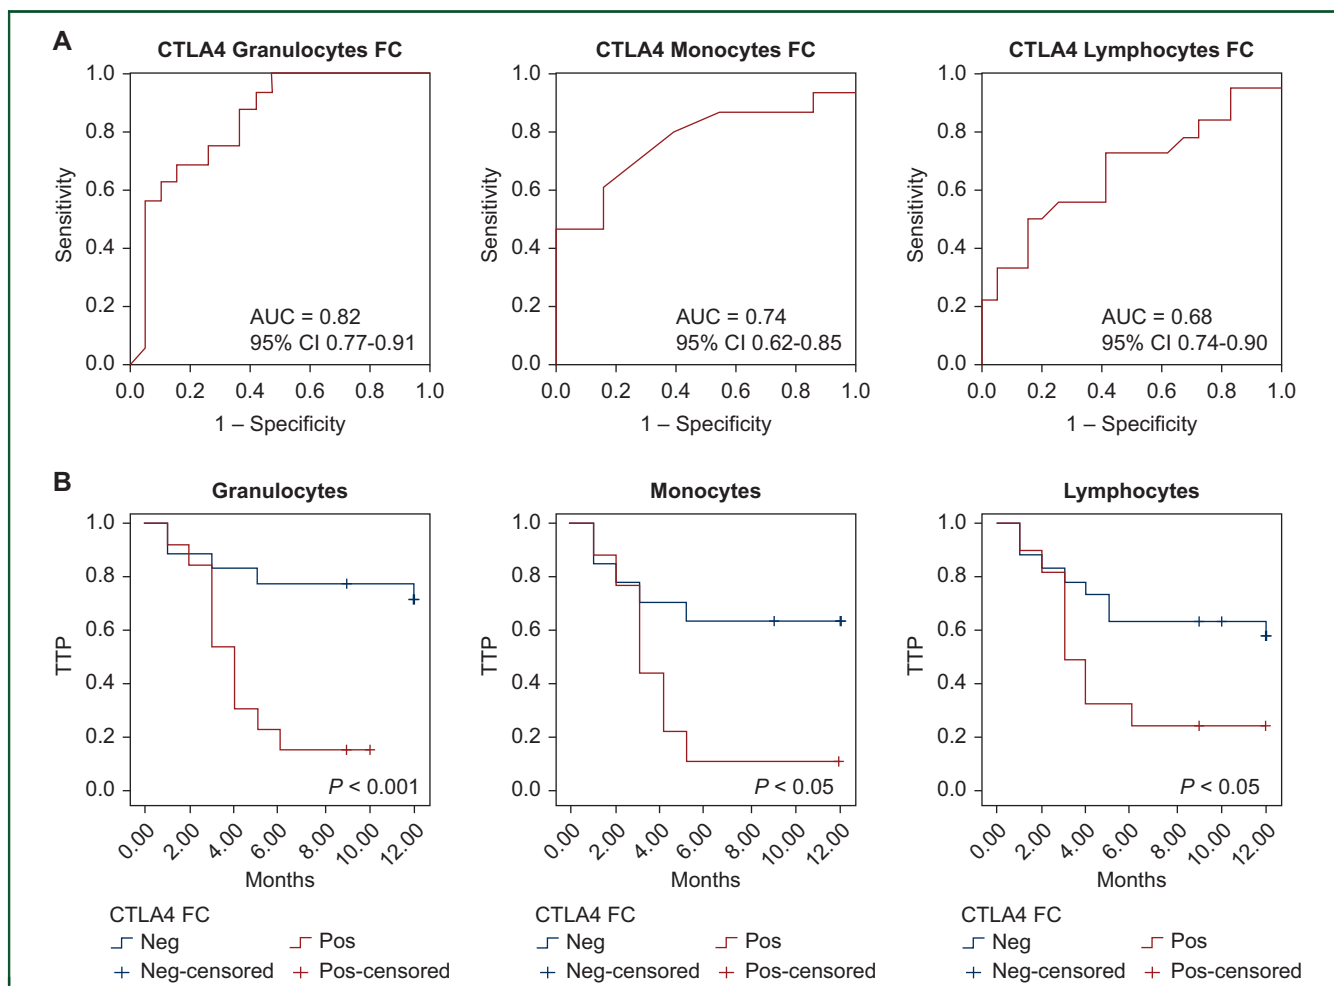 A
CTLA4 Granulocytes FC
CTLA4 Monocytes FC
CTLA4 Lymphocytes FC
1.0
0.8
0.6
0.4
0.2
0.0
Sensitivity
AUC = 0.82
95% CI 0.77-0.91
0.0 0.2 0.4 0.6 0.8 1.0
1 – Specificity
1.0
0.8
0.6
0.4
0.2
0.0
Sensitivity
AUC = 0.74
95% CI 0.62-0.85
0.0 0.2 0.4 0.6 0.8 1.0
1 – Specificity
1.0
0.8
0.6
0.4
0.2
0.0
Sensitivity
AUC = 0.68
95% CI 0.74-0.90
0.0 0.2 0.4 0.6 0.8 1.0
1 – Specificity
B
Granulocytes
1.0
0.8
0.6
0.4
0.2
0.0
TTP
P < 0.001
0.00 2.00 4.00 6.00 8.00 10.00 12.00
Months
CTLA4 FC
Neg Pos
Neg-censored Pos-censored
Monocytes
1.0
0.8
0.6
0.4
0.2
0.0
TTP
P < 0.05
0.00 2.00 4.00 6.00 8.00 10.00 12.00
Months
CTLA4 FC
Neg Pos
Neg-censored Pos-censored
Lymphocytes
1.0
0.8
0.6
0.4
0.2
0.0
TTP
P < 0.05
0.00 2.00 4.00 6.00 8.00 10.00 12.00
Months
CTLA4 FC
Neg Pos
Neg-censored Pos-censored